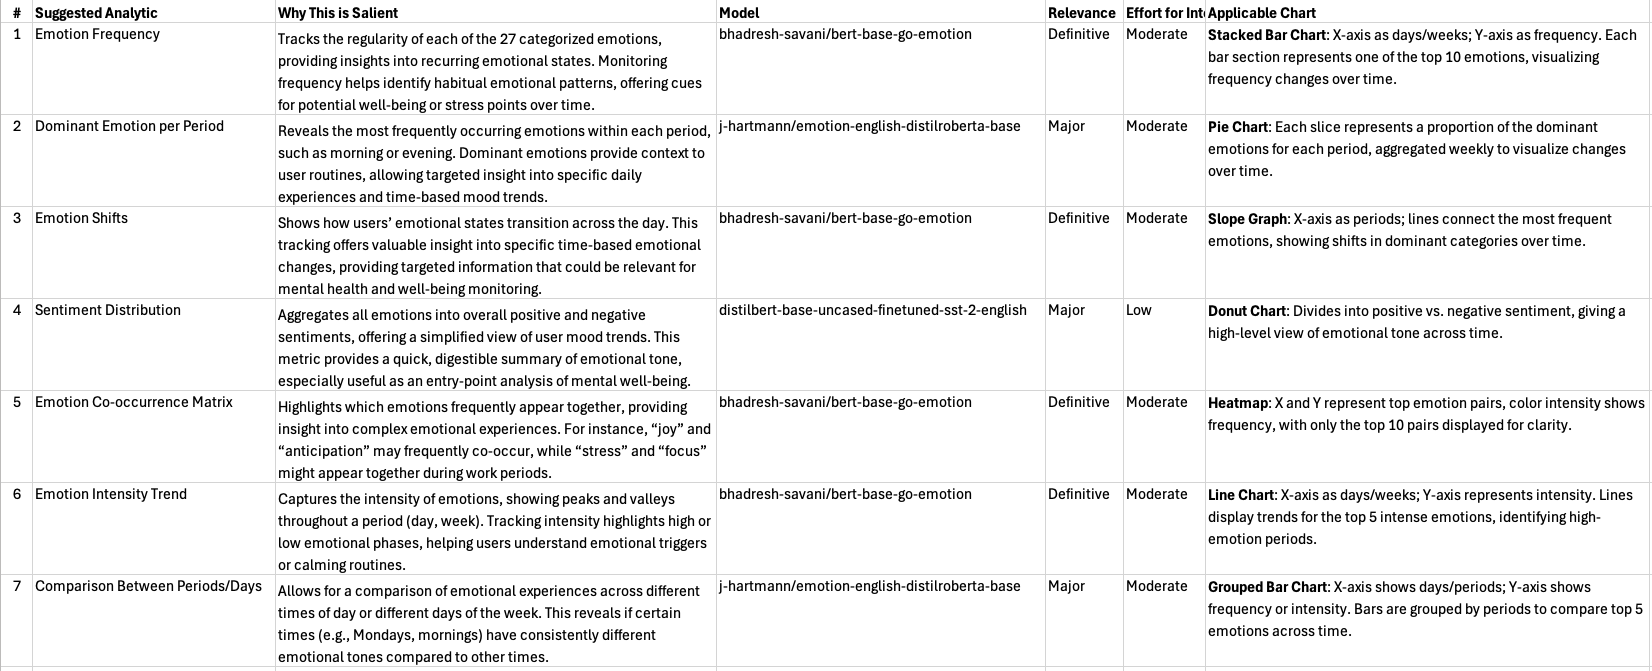 # Suggested Analytic Why This is Salient Model Relevance Effort for Int Applicable Chart
1 Emotion Frequency
Tracks the regularity of each of the 27 categorized emotions,
providing insights into recurring emotional states. Monitoring
frequency helps identify habitual emotional patterns, offering cues
for potential well-being or stress points over time.
bhadresh-savani/bert-base-go-emotion
Definitive
Moderate
Stacked Bar Chart: X-axis as days/weeks; Y-axis as frequency. Each
bar section represents one of the top 10 emotions, visualizing
frequency changes over time.
2 Dominant Emotion per Period
Reveals the most frequently occurring emotions within each period,
such as morning or evening. Dominant emotions provide context to
user routines, allowing targeted insight into specific daily
experiences and time-based mood trends.
j-hartmann/emotion-english-distilroberta-base
Major
Moderate
Pie Chart: Each slice represents a proportion of the dominant
emotions for each period, aggregated weekly to visualize changes
over time.
3 Emotion Shifts
Shows how users’ emotional states transition across the day. This
tracking offers valuable insight into specific time-based emotional
changes, providing targeted information that could be relevant for
mental health and well-being monitoring.
bhadresh-savani/bert-base-go-emotion
Definitive
Moderate
Slope Graph: X-axis as periods; lines connect the most frequent
emotions, showing shifts in dominant categories over time.
4 Sentiment Distribution
Aggregates all emotions into overall positive and negative
sentiments, offering a simplified view of user mood trends. This
metric provides a quick, digestible summary of emotional tone,
especially useful as an entry-point analysis of mental well-being.
distilbert-base-uncased-finetuned-sst-2-english
Major
Low
Donut Chart: Divides into positive vs. negative sentiment, giving a
high-level view of emotional tone across time.
5 Emotion Co-occurrence Matrix
Highlights which emotions frequently appear together, providing
insight into complex emotional experiences. For instance, “joy” and
“anticipation” may frequently co-occur, while “stress” and “focus”
might appear together during work periods.
bhadresh-savani/bert-base-go-emotion
Definitive
Moderate
Heatmap: X and Y represent top emotion pairs, color intensity shows
frequency, with only the top 10 pairs displayed for clarity.
6 Emotion Intensity Trend
Captures the intensity of emotions, showing peaks and valleys
throughout a period (day, week). Tracking intensity highlights high or
low emotional phases, helping users understand emotional triggers
or calming routines.
bhadresh-savani/bert-base-go-emotion
Definitive
Moderate
Line Chart: X-axis as days/weeks; Y-axis represents intensity. Lines
display trends for the top 5 intense emotions, identifying high-
emotion periods.
7 Comparison Between Periods/Days
Allows for a comparison of emotional experiences across different
times of day or different days of the week. This reveals if certain
times (e.g., Mondays, mornings) have consistently different
emotional tones compared to other times.
j-hartmann/emotion-english-distilroberta-base
Major
Moderate
Grouped Bar Chart: X-axis shows days/periods; Y-axis shows
frequency or intensity. Bars are grouped by periods to compare top 5
emotions across time.